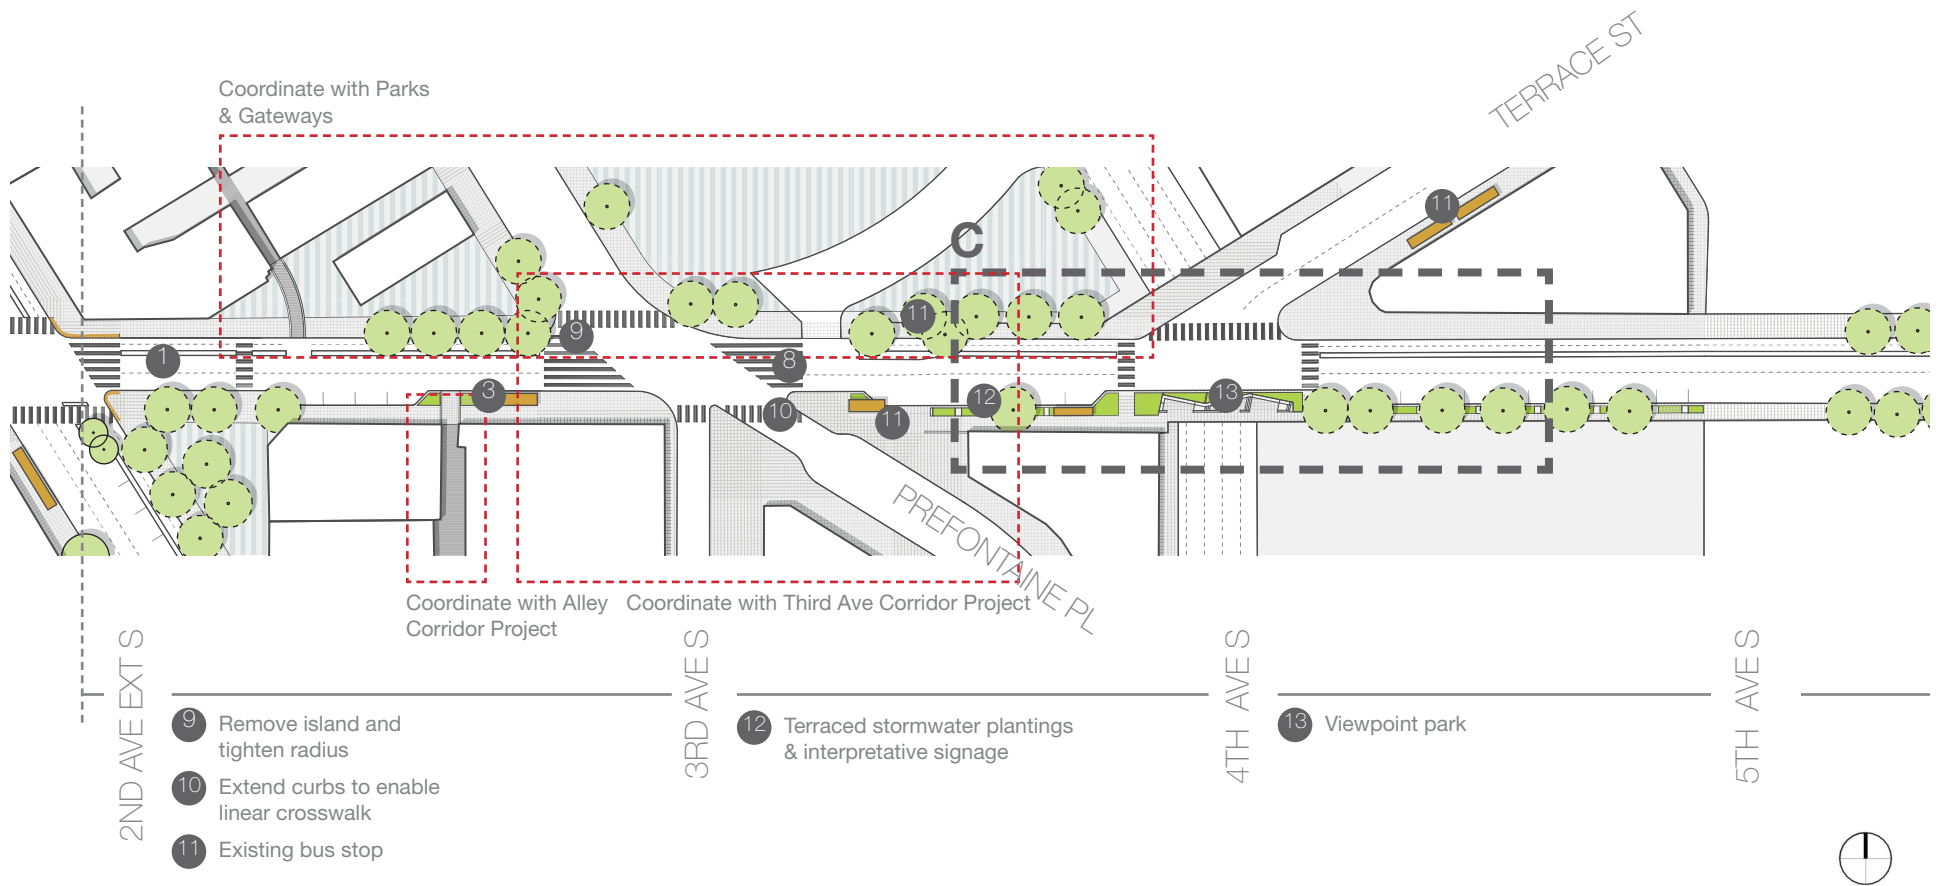 TERRACE ST
Coordinate with Parks
& Gateways
11
C
11
9
1
8
3
12
13
10
11
PREFONTAINE PL
Coordinate with Alley
Corridor Project
Coordinate with Third Ave Corridor Project
2ND AVE EXT S
3RD AVE S
4TH AVE S
5TH AVE S
9 Remove island and
tighten radius
10 Extend curbs to enable
linear crosswalk
11 Existing bus stop
12 Terraced stormwater plantings
& interpretative signage
13 Viewpoint park